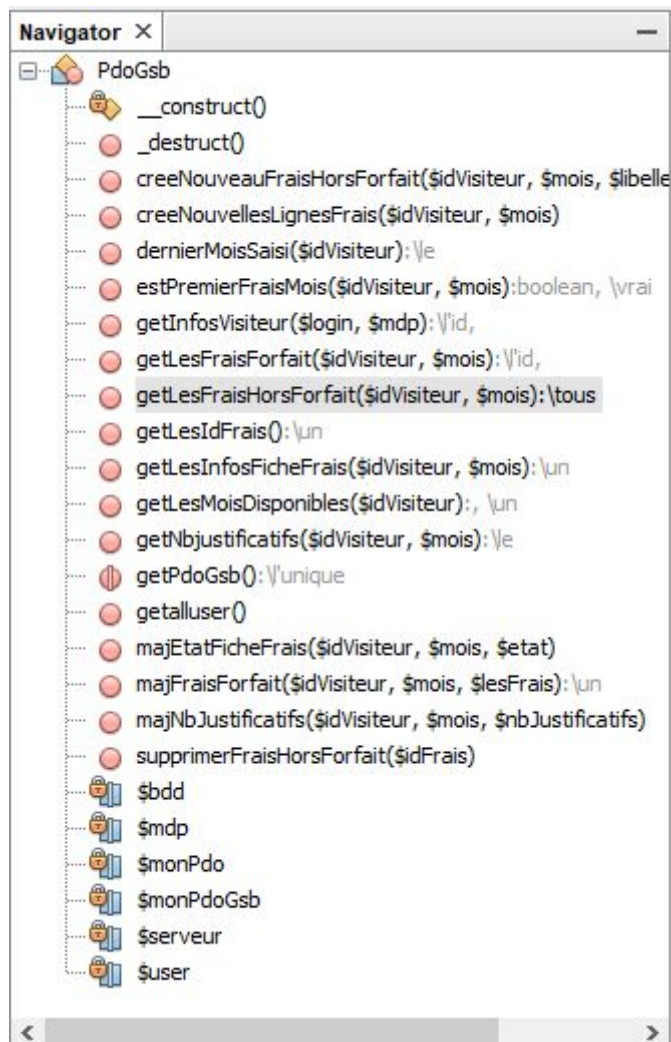 Navigator
PdoGsb
__construct()
_destruct()
creeNouveauFraisHorsForfait($idVisiteur, $mois, $libelle
creeNouvellesLignesFrais($idVisiteur, $mois)
dernierMoisSaisi($idVisiteur):\le
estPremierFraisMois($idVisiteur, $mois):boolean, \vrai
getInfosVisiteur($login, $mdp):\l'id,
getLesFraisForfait($idVisiteur, $mois):\l'id,
getLesFraisHorsForfait($idVisiteur, $mois):\tous
getLesIdFrais():\un
getLesInfosFicheFrais($idVisiteur, $mois):\un
getLesMoisDisponibles($idVisiteur):, \un
getNbjustificatifs($idVisiteur, $mois):\le
getPdoGsb():\l'unique
getalluser()
majEtatFicheFrais($idVisiteur, $mois, $etat)
majFraisForfait($idVisiteur, $mois, $lesFrais):\un
majNbJustificatifs($idVisiteur, $mois, $nbJustificatifs)
supprimerFraisHorsForfait($idFrais)
$bdd
$mdp
$monPdo
$monPdoGsb
$serveur
$user